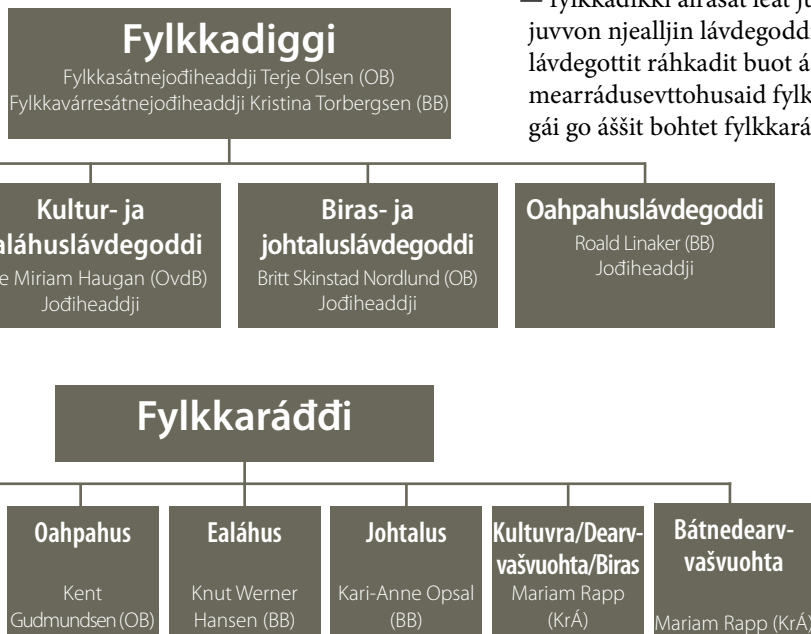 — fylkkadikki áirasat leat
juvvon njealljin lávdegoddi
lávdegottit ráhkadit buot
mearrádusevttohusaid
gái go áššit bohtet
Fylkkadiggi
Fylkkasátnejođiheaddji Terje Olsen (OB)
Fylkkavárresátnejođiheaddji Kristina Torbergsen (BB)
Kultur- ja
Miriam Haugan (OvdB)
Jođiheaddji
Biras- ja
johtaluslávdegoddi
Britt Skinstad Nordlund (OB)
Jođiheaddji
Oahpahuslávdegoddi
Roald Linaker (BB)
Jođiheaddji
Fylkkaráđđi
Oahpahus
Kent
Gudmundsen (OB)
Ealáhus
Knut Werner
Hansen (BB)
Johtalus
Kari-Anne Opsal
(BB)
Kultuvra/Dearv-
vašvuohta/Biras
Mariam Rapp
(KrÁ)
Bátnedearv-
vašvuohta
Mariam Rapp (KrÁ)